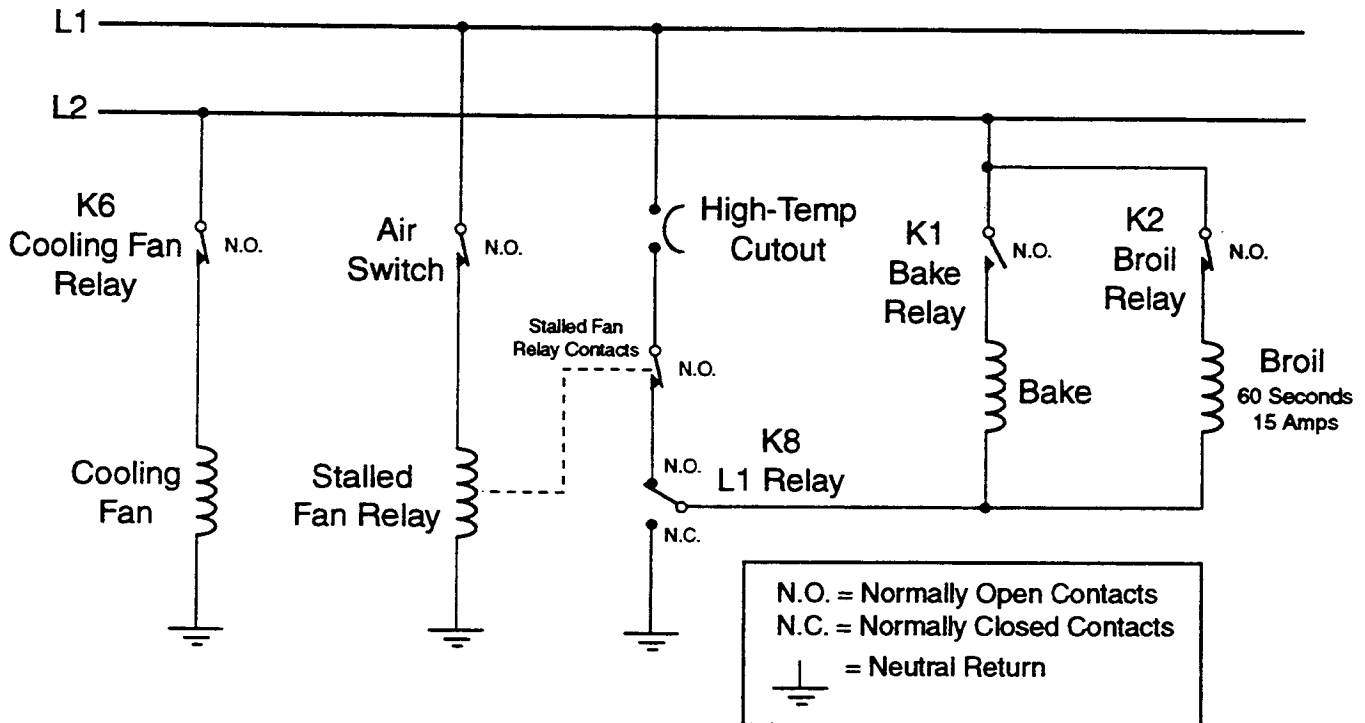 L1
L2
K6
Cooling Fan
Relay
N.O.
Air
Switch
N.O.
High-Temp
Cutout
K1
Bake
Relay
N.O.
K2
Broil
Relay
N.O.
Stalled Fan
Relay Contacts
N.O.
Bake
Broil
60 Seconds
15 Amps
Cooling
Fan
Stalled
Fan Relay
K8
L1 Relay
N.O.
N.C.
N.O. = Normally Open Contacts
N.C. = Normally Closed Contacts
= Neutral Return